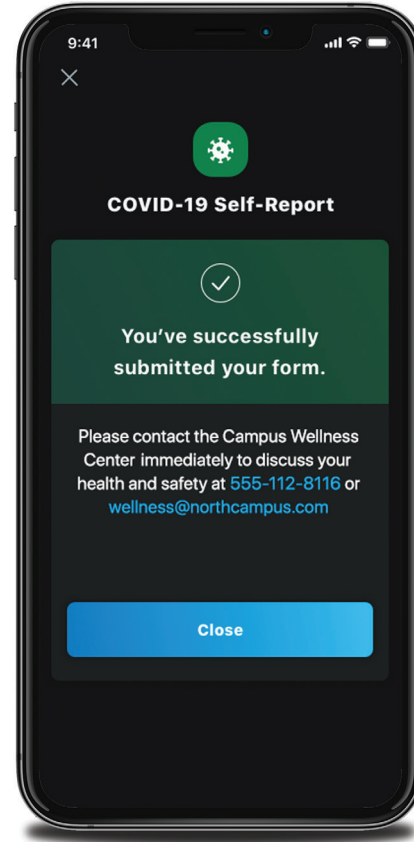 9:41
COVID-19 Self-Report
You’ve successfully
submitted your form.
Please contact the Campus Wellness
Center immediately to discuss your
health and safety at 555-112-8116 or
wellness@northcampus.com
Close